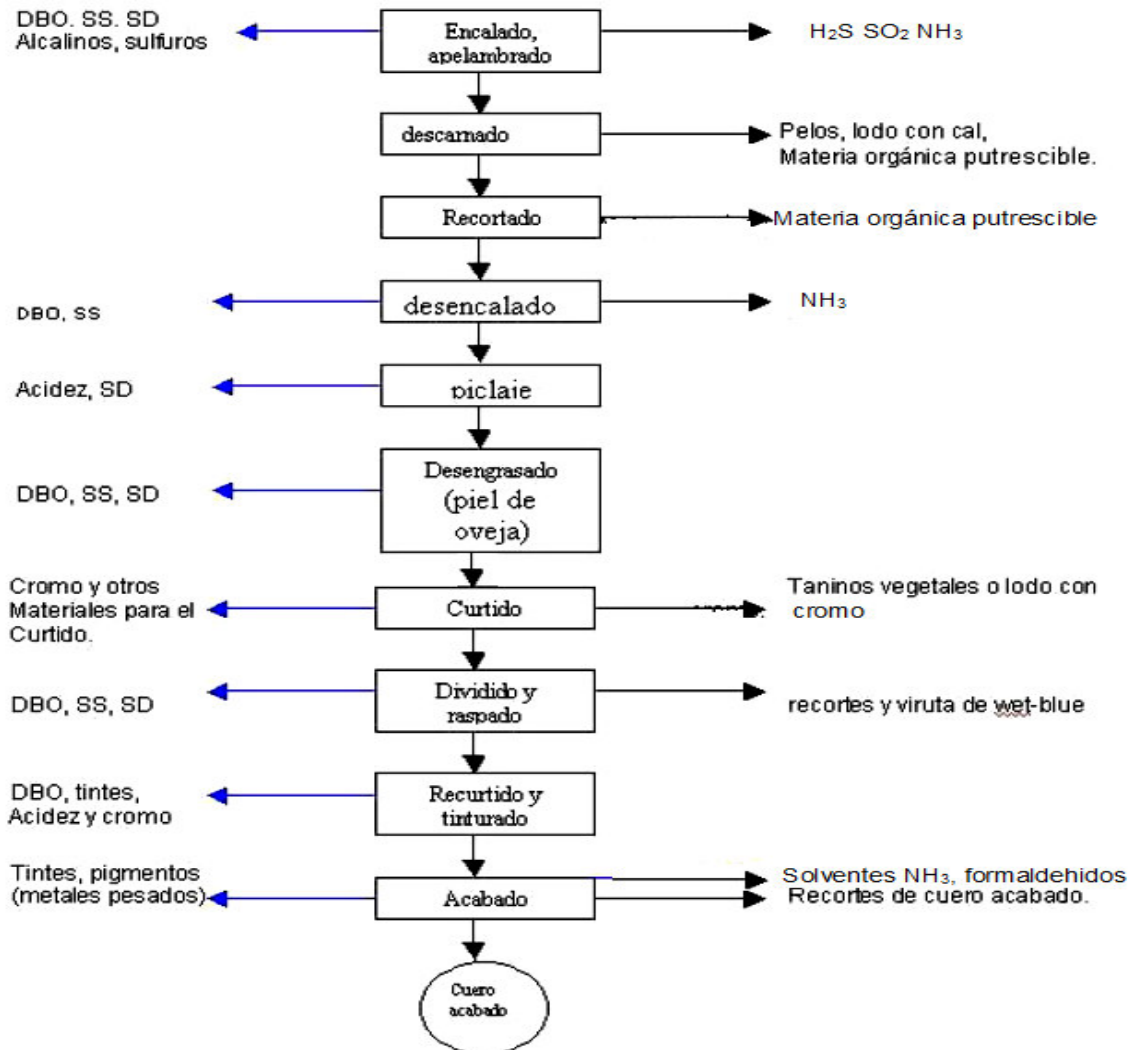 DBO. SS. SD
Alcalinos, sulfuros
Encalado,
apelambrado
H₂S SO₂ NH₃
descarnado
Pelos, lodo con cal,
Materia orgánica putrescible.
Recortado
Materia orgánica putrescible
DBO, SS
desencalado
NH₃
Acidez, SD
piclaje
DBO, SS, SD
Desengrasado
(piel de
oveja)
Cromo y otros
Materiales para el
Curtido.
Curtido
Taninos vegetales o lodo con
cromo
DBO, SS, SD
Dividido y
raspado
recortes y viruta de wet-blue
DBO, tintes,
Acidez y cromo
Recurtido y
tinturado
Tintes, pigmentos
(metales pesados)
Acabado
Solventes NH₃, formaldehidos
Recortes de cuero acabado.
Cuero
acabado